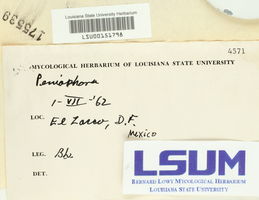 175539
Louisiana State University Herbarium
LSU00151798
4571
MYCOLOGICAL HERBARIUM OF LOUISIANA STATE UNIVERSITY
Peniophora
1-VII-'62
LOC. El Zarco, D.F.
Mexico
LEG.
DET.
LSUM
BERNARD LOWY MYCOLOGICAL HERBARIUM
LOUISIANA STATE UNIVERSITY